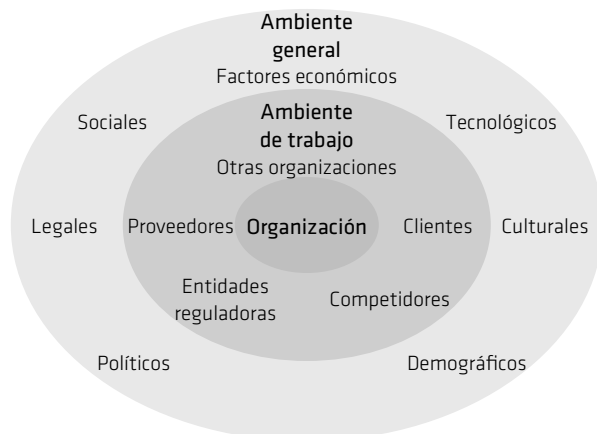 Ambiente
general
Factores económicos
Sociales
Ambiente
de trabajo
Tecnológicos
Otras organizaciones
Legales
Proveedores
Organización
Clientes
Culturales
Entidades
reguladoras
Competidores
Políticos
Demográficos